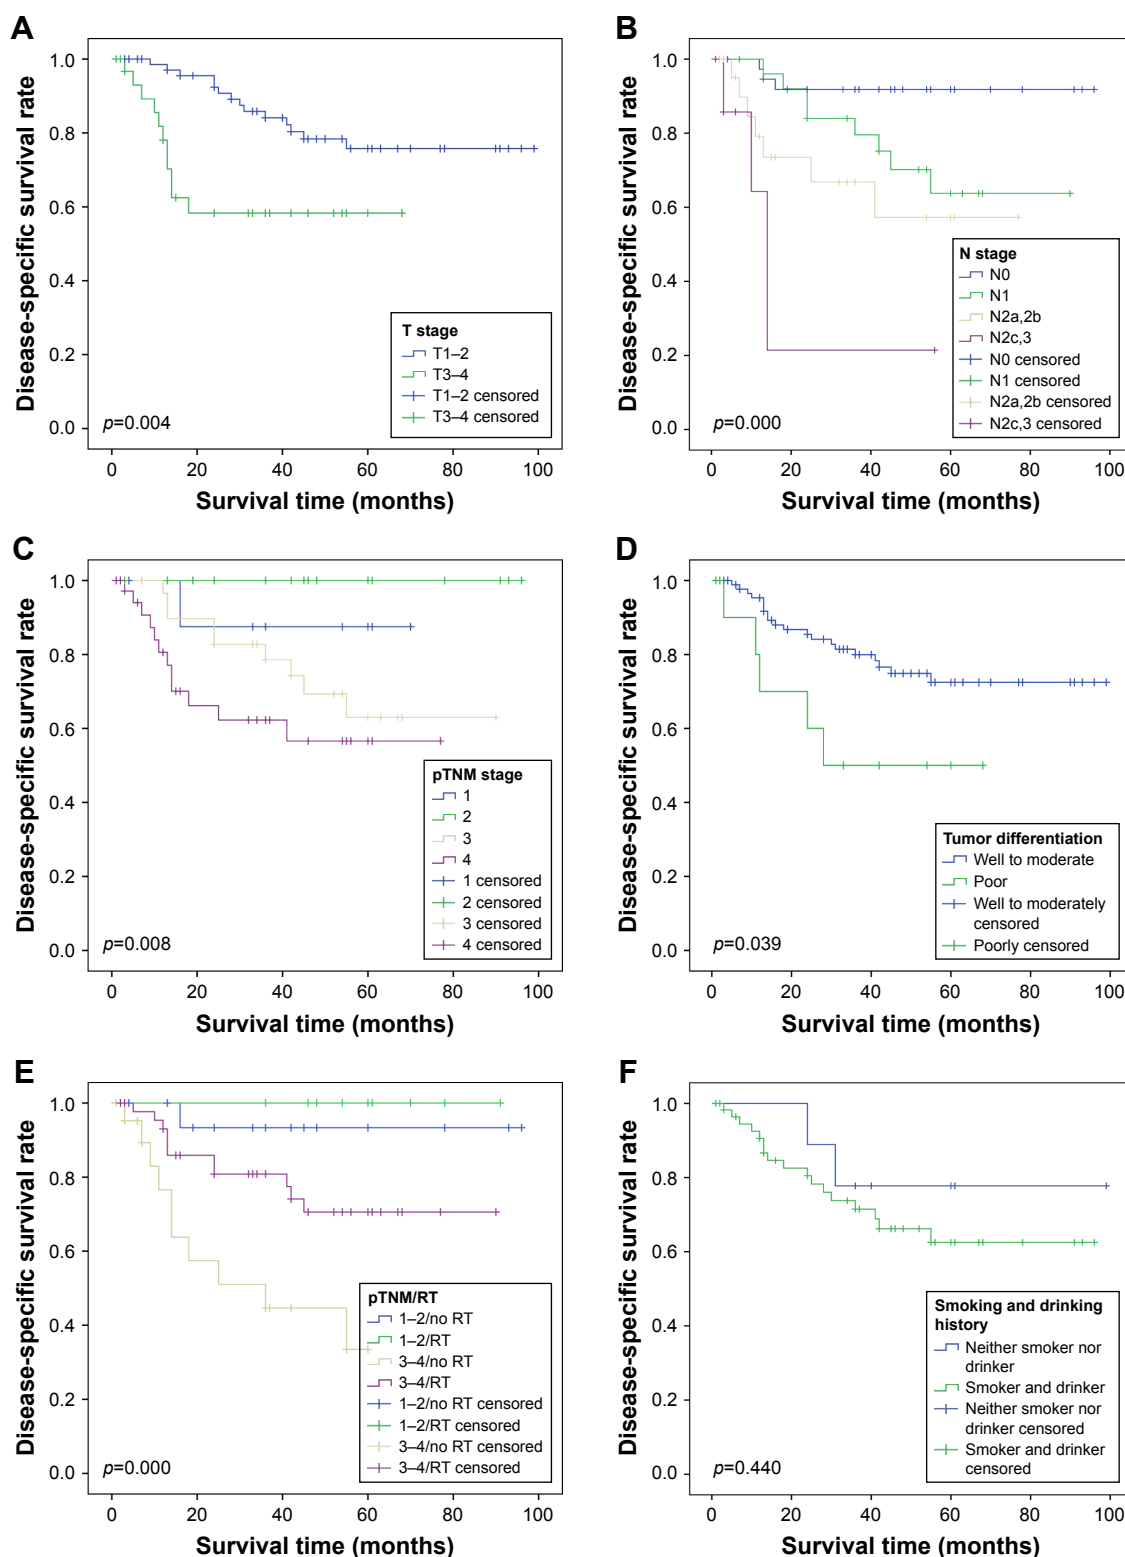 A
Disease-specific survival rate
1.0
0.8
0.6
0.4
0.2
0.0
T stage
T1–2
T3–4
T1–2 censored
T3–4 censored
p=0.004
0 20 40 60 80 100
Survival time (months)
B
Disease-specific survival rate
1.0
0.8
0.6
0.4
0.2
0.0
N stage
N0
N1
N2a,2b
N2c,3
N0 censored
N1 censored
N2a,2b censored
N2c,3 censored
p=0.000
0 20 40 60 80 100
Survival time (months)
C
Disease-specific survival rate
1.0
0.8
0.6
0.4
0.2
0.0
pTNM stage
1
2
3
4
1 censored
2 censored
3 censored
4 censored
p=0.008
0 20 40 60 80 100
Survival time (months)
D
Disease-specific survival rate
1.0
0.8
0.6
0.4
0.2
0.0
Tumor differentiation
Well to moderate
Poor
Well to moderately
censored
Poorly censored
p=0.039
0 20 40 60 80 100
Survival time (months)
E
Disease-specific survival rate
1.0
0.8
0.6
0.4
0.2
0.0
pTNM/RT
1–2/no RT
1–2/RT
3–4/no RT
3–4/RT
1–2/no RT censored
1–2/RT censored
3–4/no RT censored
3–4/RT censored
p=0.000
0 20 40 60 80 100
Survival time (months)
F
Disease-specific survival rate
1.0
0.8
0.6
0.4
0.2
0.0
Smoking and drinking
history
Neither smoker nor
drinker
Smoker and drinker
Neither smoker nor
drinker censored
Smoker and drinker
censored
p=0.440
0 20 40 60 80 100
Survival time (months)